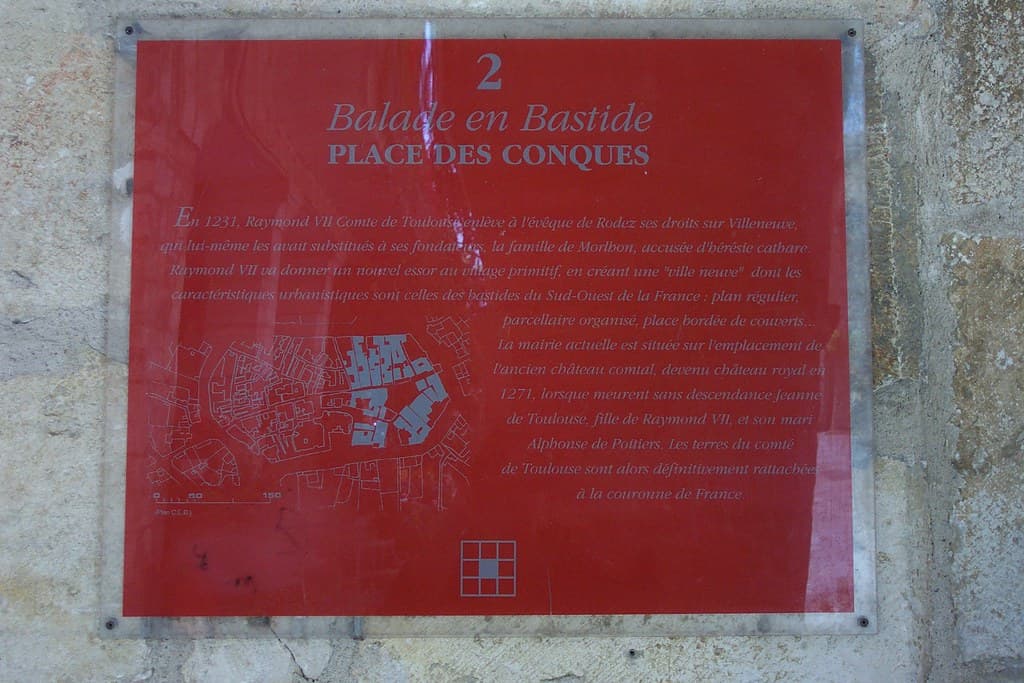 2
Balade en Bastide
PLACE DES CONQUES
En 1231, Raymond VII Comte de Toulouse enlève à l'évêque de Rodez ses droits sur Villeneuve,
qui lui-même les avait substitués à ses fondateurs, la famille de Morlhon, accusée d'hérésie cathare.
Raymond VII va donner un nouvel essor au village primitif, en créant une "ville neuve" dont les
caractéristiques urbanistiques sont celles des bastides du Sud-Ouest de la France : plan régulier,
parcellaire organisé, place bordée de couverts...
La mairie actuelle est située sur l'emplacement de
l'ancien château comtal, devenu château royal en
1271, lorsque meurent sans descendance Jeanne
de Toulouse, fille de Raymond VII, et son mari
Alphonse de Poitiers. Les terres du comté
de Toulouse sont alors définitivement rattachées
à la couronne de France.
0 50 150
(Plan C.E.R.)